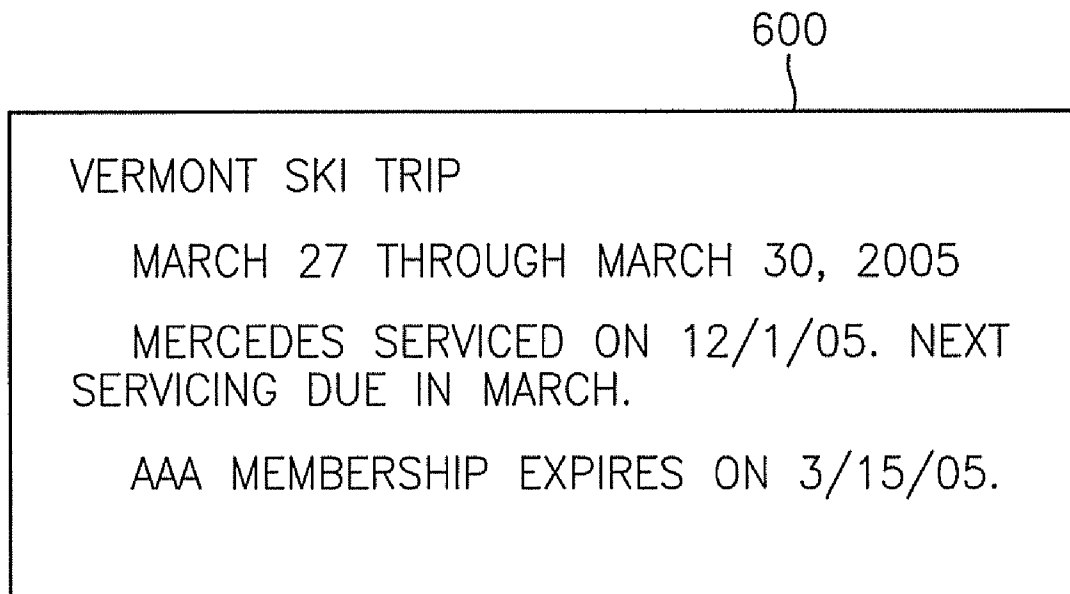 600
VERMONT SKI TRIP
MARCH 27 THROUGH MARCH 30, 2005
MERCEDES SERVICED ON 12/1/05. NEXT
SERVICING DUE IN MARCH.
AAA MEMBERSHIP EXPIRES ON 3/15/05.